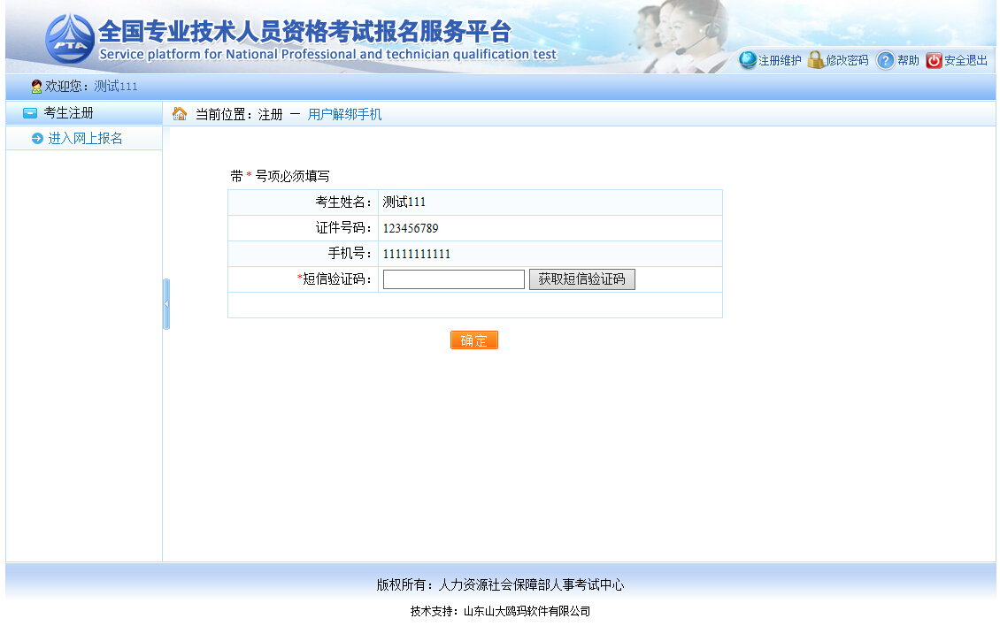 全国专业技术人员资格考试报名服务平台
Service platform for National Professional and technician qualification test
PTA
注册维护 修改密码 ? 帮助 安全退出
欢迎您：测试111
考生注册
当前位置：注册 － 用户解绑手机
进入网上报名
带 * 号项必须填写
考生姓名： 测试111
证件号码： 123456789
手机号： 11111111111
*短信验证码： 获取短信验证码
确定
版权所有：人力资源社会保障部人事考试中心
技术支持：山东山大鸥玛软件有限公司